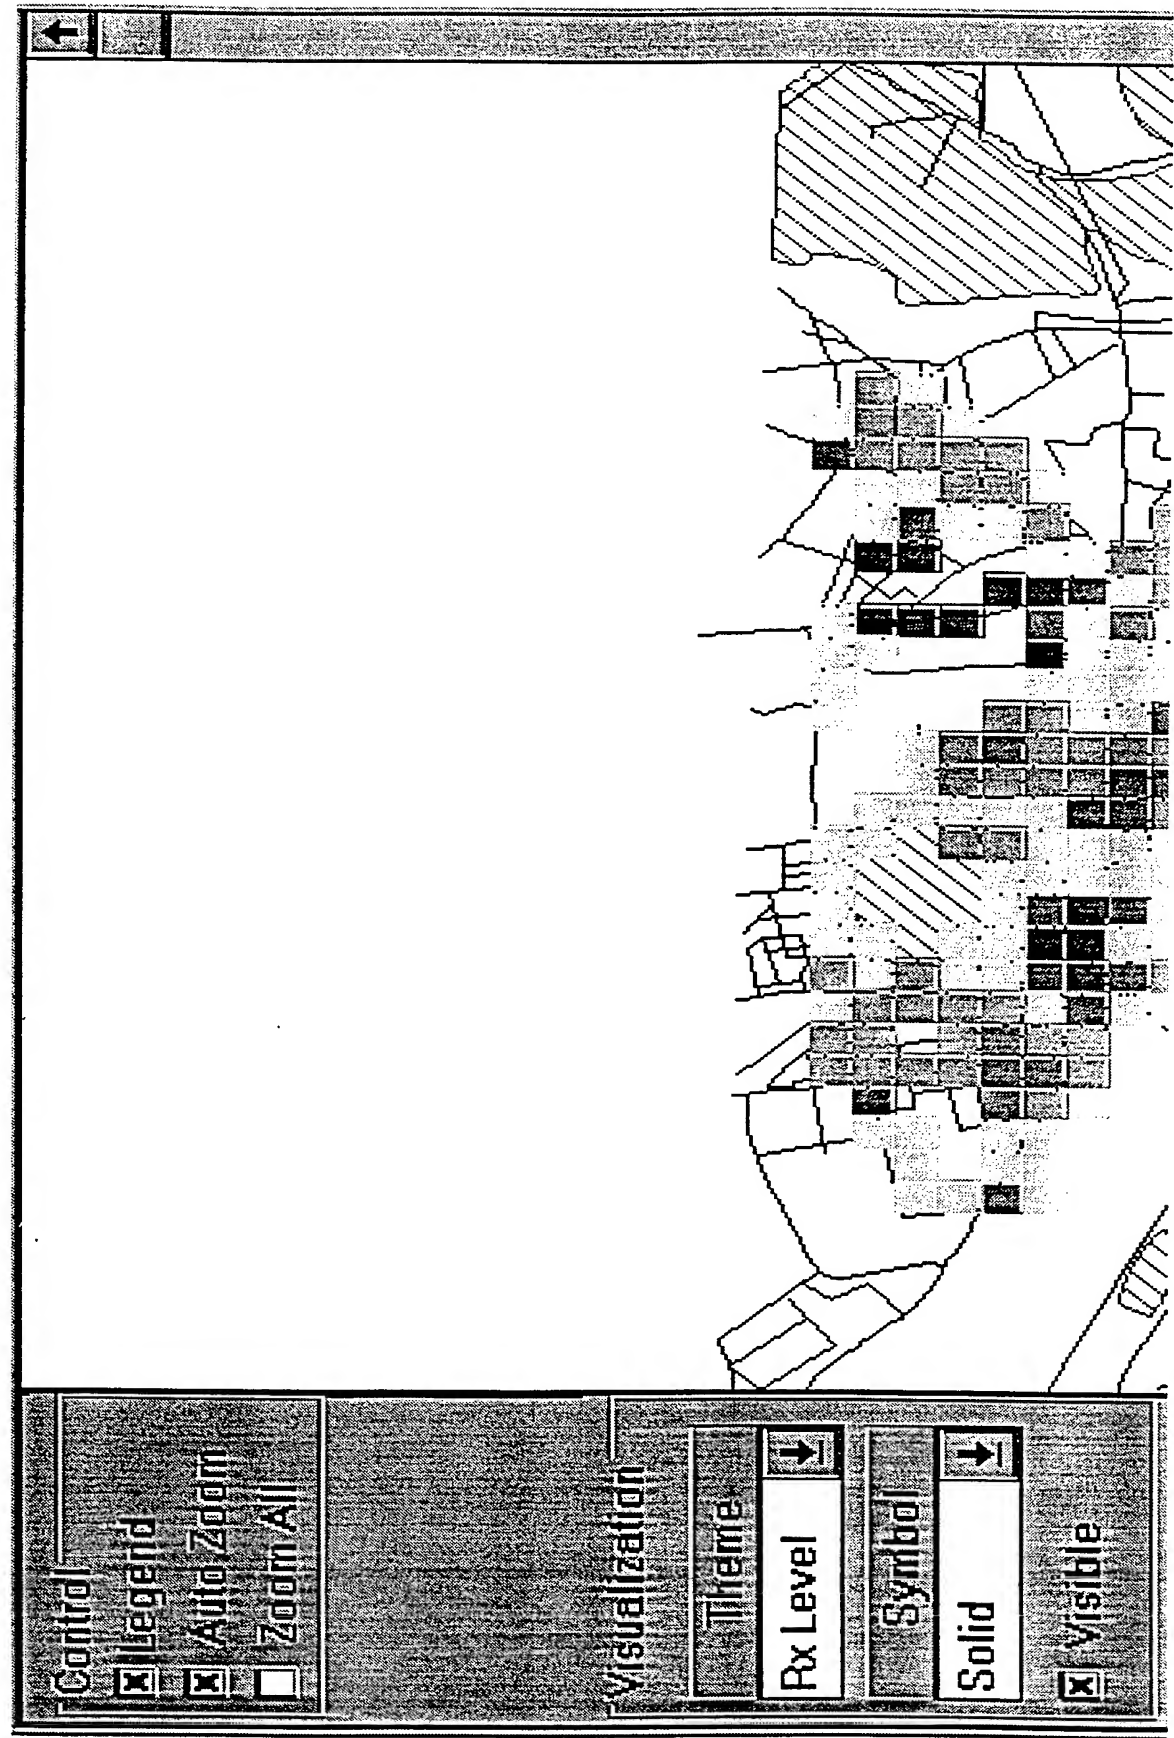 Control
Legend
Auto Zoom
Zoom All
Visualization
Theme
Rx Level
Symbol
Solid
Visible